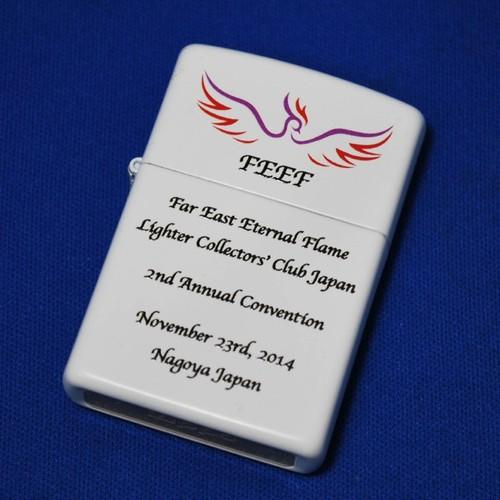 FEEF
Far East Eternal Flame
Lighter Collectors' Club Japan
2nd Annual Convention
November 23rd, 2014
Nagoya Japan